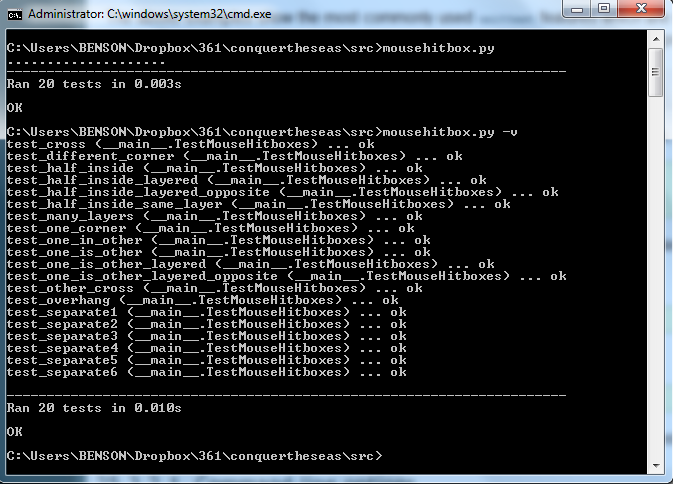 Administrator: C:\windows\system32\cmd.exe
C:\Users\BENSON\Dropbox\361\conquertheseas\src>mousehitbox.py
....................
----------------------------------------------------------------------
Ran 20 tests in 0.003s
OK
C:\Users\BENSON\Dropbox\361\conquertheseas\src>mousehitbox.py -v
test_cross (__main__.TestMouseHitboxes) ... ok
test_different_corner (__main__.TestMouseHitboxes) ... ok
test_half_inside (__main__.TestMouseHitboxes) ... ok
test_half_inside_layered (__main__.TestMouseHitboxes) ... ok
test_half_inside_layered_opposite (__main__.TestMouseHitboxes) ... ok
test_half_inside_same_layer (__main__.TestMouseHitboxes) ... ok
test_many_layers (__main__.TestMouseHitboxes) ... ok
test_one_corner (__main__.TestMouseHitboxes) ... ok
test_one_in_other (__main__.TestMouseHitboxes) ... ok
test_one_is_other (__main__.TestMouseHitboxes) ... ok
test_one_is_other_layered (__main__.TestMouseHitboxes) ... ok
test_one_is_other_layered_opposite (__main__.TestMouseHitboxes) ... ok
test_other_cross (__main__.TestMouseHitboxes) ... ok
test_overhang (__main__.TestMouseHitboxes) ... ok
test_separate1 (__main__.TestMouseHitboxes) ... ok
test_separate2 (__main__.TestMouseHitboxes) ... ok
test_separate3 (__main__.TestMouseHitboxes) ... ok
test_separate4 (__main__.TestMouseHitboxes) ... ok
test_separate5 (__main__.TestMouseHitboxes) ... ok
test_separate6 (__main__.TestMouseHitboxes) ... ok
----------------------------------------------------------------------
Ran 20 tests in 0.010s
OK
C:\Users\BENSON\Dropbox\361\conquertheseas\src>